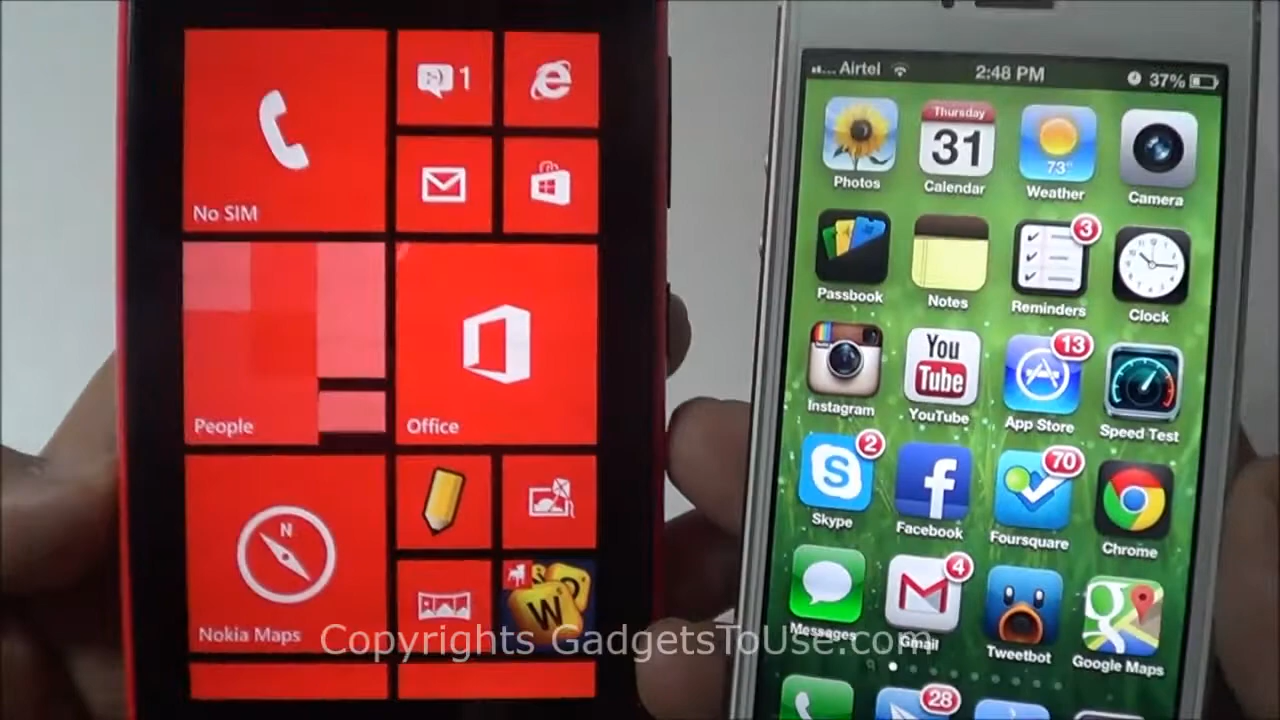 1
No SIM
People
Office
N
Nokia Maps
W
Airtel 2:48 PM 37%
Thursday
31
73°
Photos Calendar Weather Camera
3
Passbook Notes Reminders Clock
You
Tube
13
Instagram YouTube App Store Speed Test
2
70
Skype Facebook Foursquare Chrome
4
Messages Gmail Tweetbot Google Maps
28
Copyrights GadgetsToUse.com